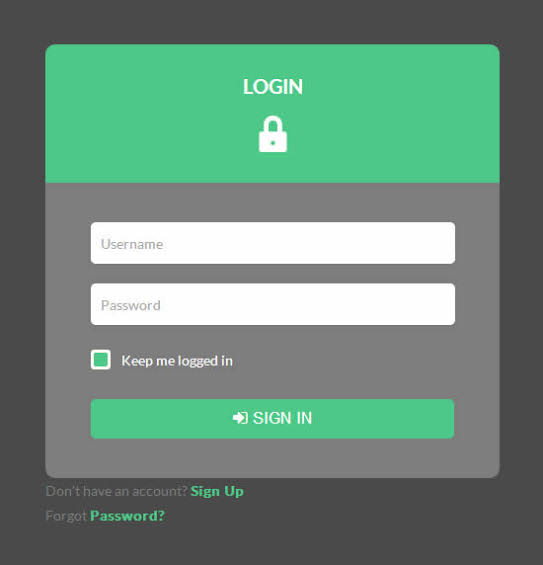 LOGIN
Username
Password
Keep me logged in
SIGN IN
Don't have an account? Sign Up
Forgot Password?